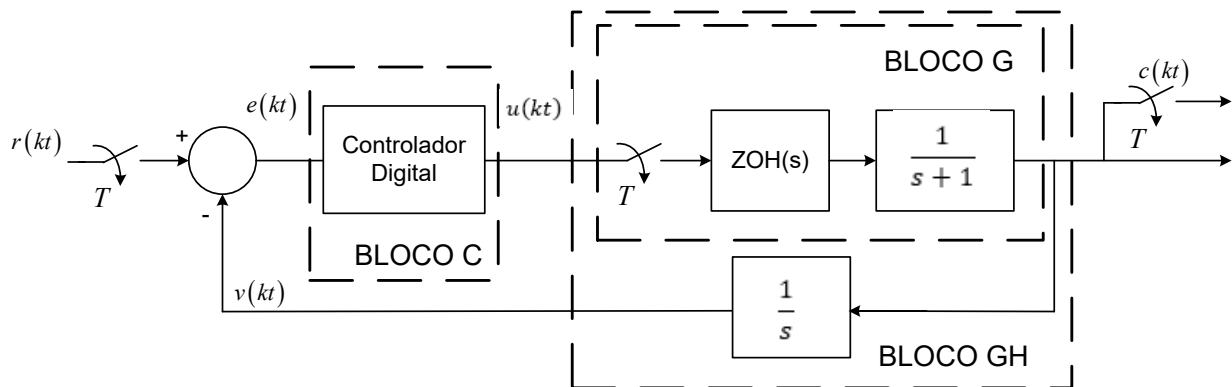 BLOCO G
c(kt)
T
e(kt)
u(kt)
r(kt)
T
+
-
Controlador
Digital
T
ZOH(s)
1
s + 1
BLOCO C
v(kt)
1
s
BLOCO GH